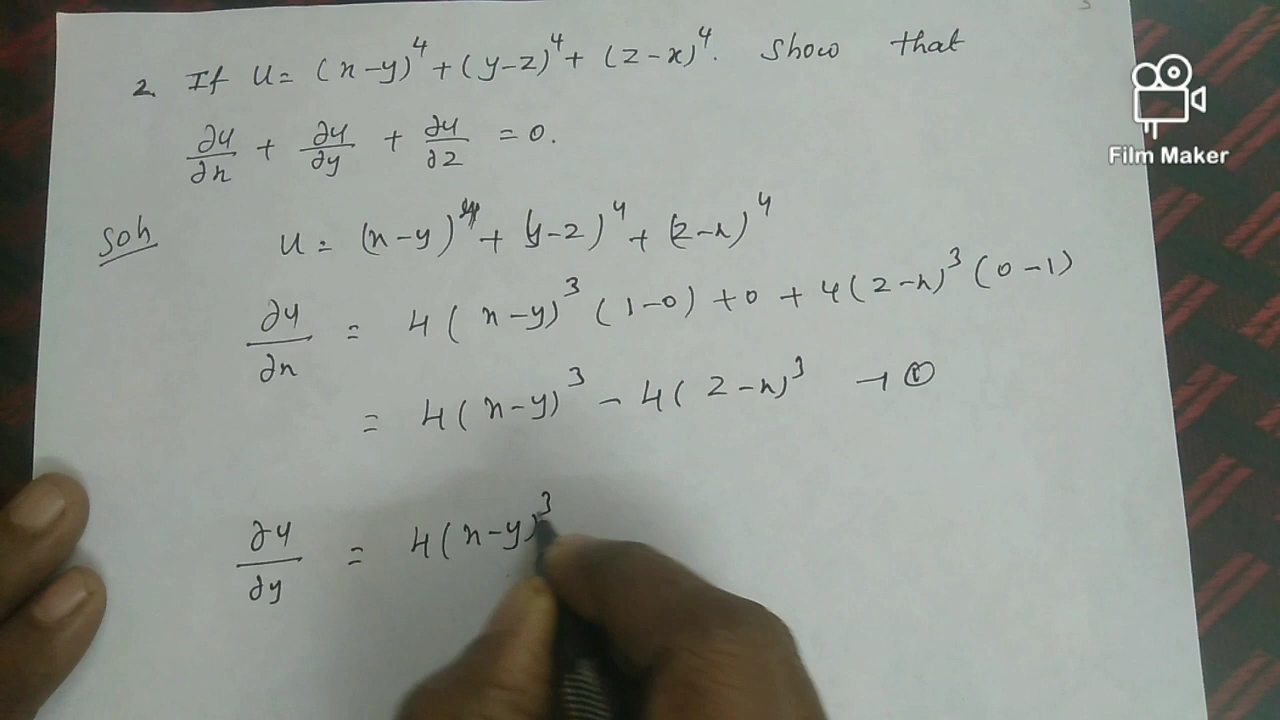 2. If u = (x-y)⁴ + (y-z)⁴ + (z-x)⁴. Show that
∂u/∂x + ∂u/∂y + ∂u/∂z = 0.
Film Maker
Soln u = (x-y)⁴ + (y-z)⁴ + (z-x)⁴
∂u/∂x = 4(x-y)³ (1-0) + 0 + 4(z-x)³ (0-1)
= 4(x-y)³ - 4(z-x)³ → ①
∂u/∂y = 4(x-y)³